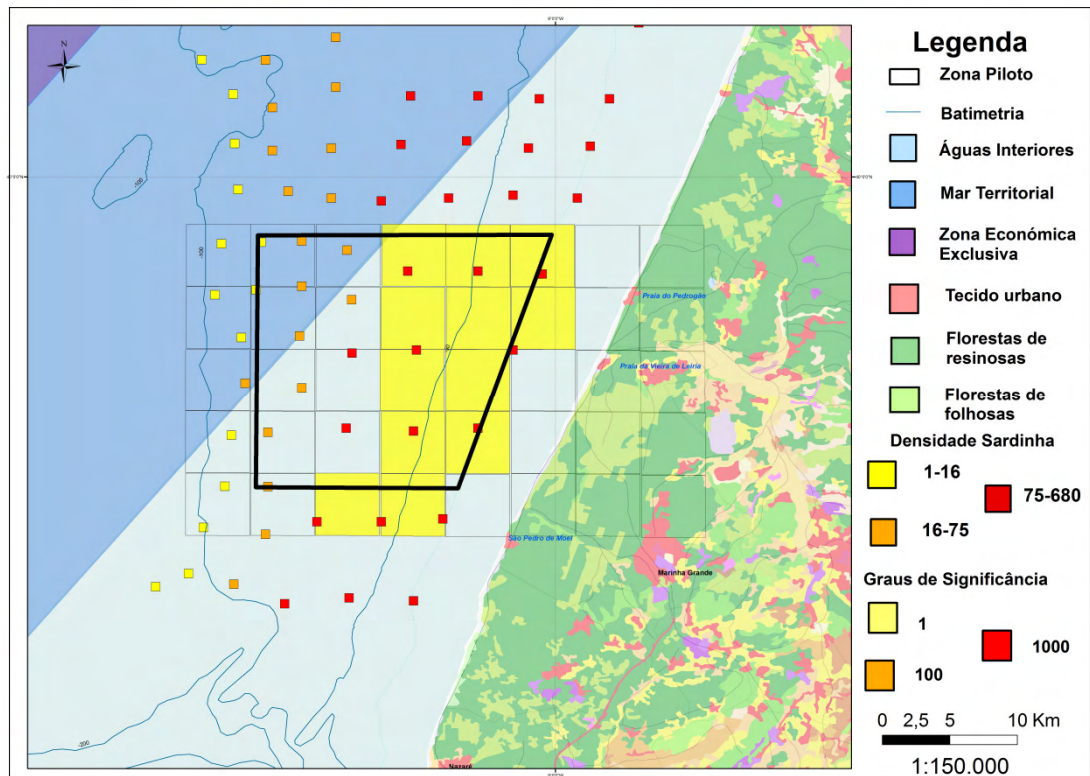 N
-100
-100
-50
-200
Praia do Pedrogão
Praia da Vieira de Leiria
São Pedro de Moel
Marinha Grande
Nazaré
Legenda
Zona Piloto
Batimetria
Águas Interiores
Mar Territorial
Zona Económica
Exclusiva
Tecido urbano
Florestas de
resinosas
Florestas de
folhosas
Densidade Sardinha
1-16
75-680
16-75
Graus de Significância
1
1000
100
0 2,5 5 10 Km
1:150.000